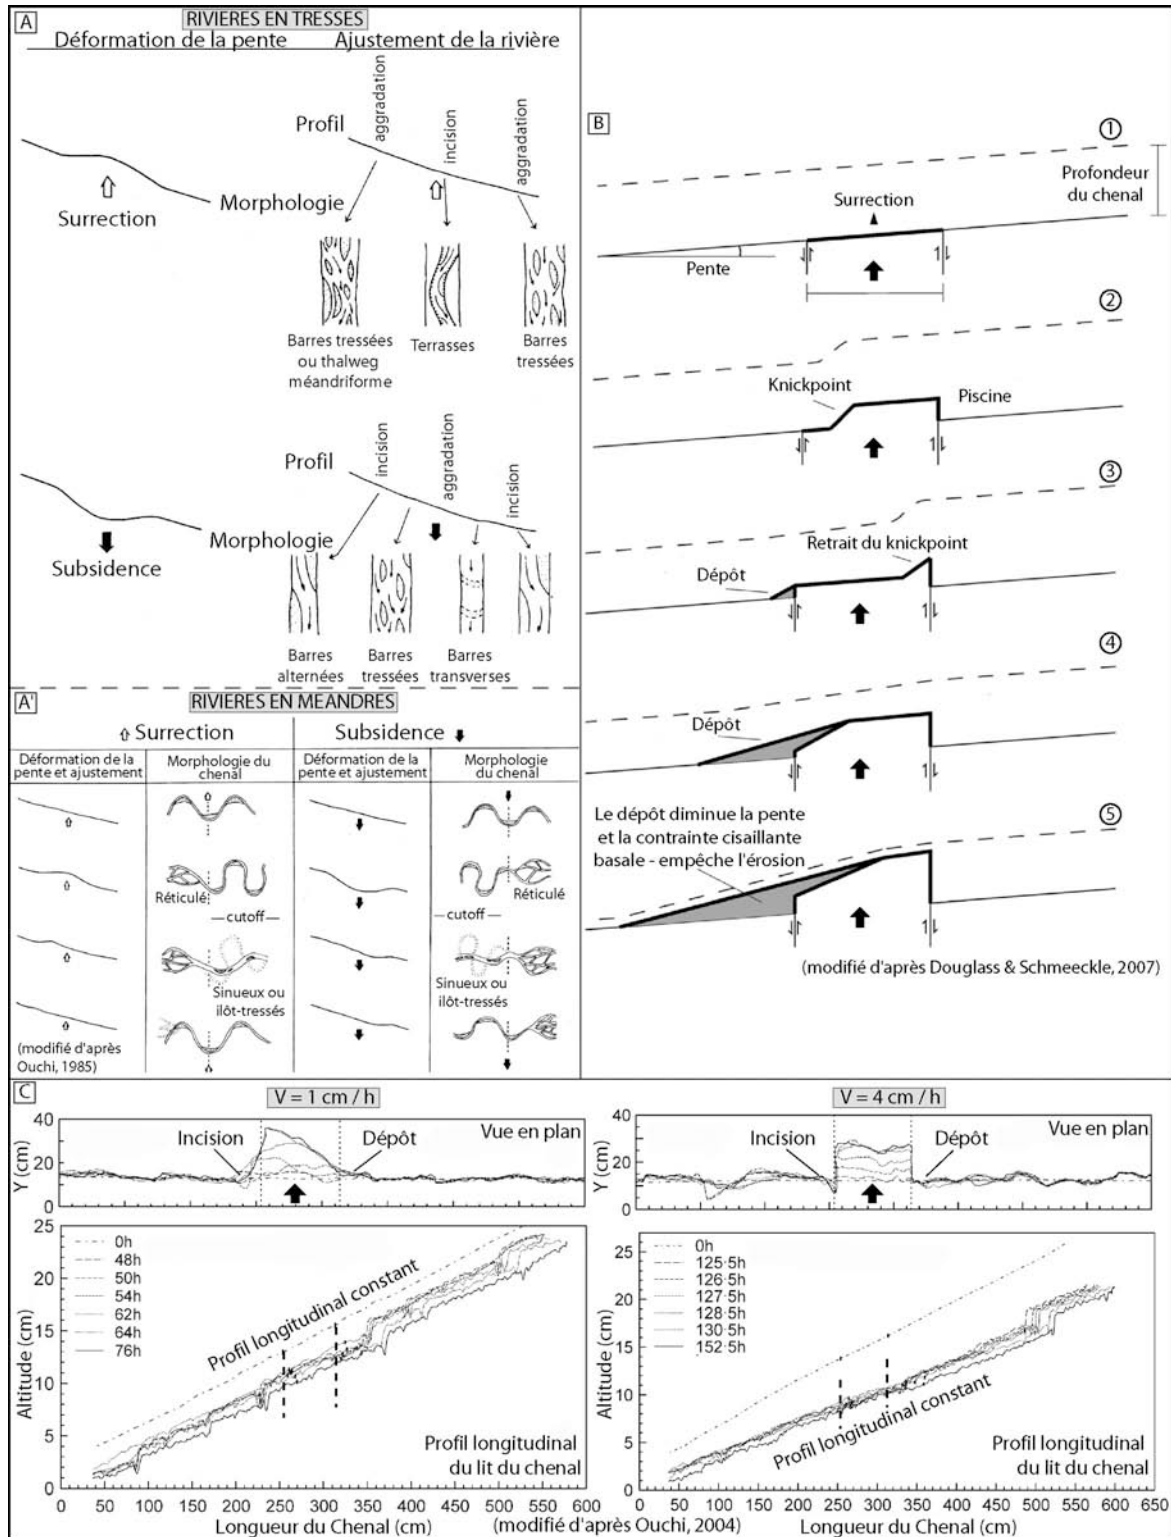 A
RIVIERES EN TRESSES
Déformation de la pente
Ajustement de la rivière
Profil
aggradation
incision
aggradation
Surrection
Morphologie
Barres tressées
ou thalweg
méandriforme
Terrasses
Barres
tressées
Profil
incision
aggradation
incision
Subsidence
Morphologie
Barres
alternées
Barres
tressées
Barres
transverses
A'
RIVIERES EN MEANDRES
Surrection
Subsidence
Déformation de la
pente et ajustement
Morphologie du
chenal
Déformation de la
pente et ajustement
Morphologie
du chenal
Réticulé
cutoff
Sinueux ou
ilôt-tressés
Réticulé
cutoff
Sinueux ou
ilôt-tressés
(modifié d'après
Ouchi, 1985)
B
1
Profondeur
du chenal
Surrection
Pente
2
Knickpoint
Piscine
3
Retrait du knickpoint
Dépôt
4
Dépôt
5
Le dépôt diminue la pente
et la contrainte cisaillante
basale - empêche l'érosion
(modifié d'après Douglass & Schmeeckle, 2007)
C
V = 1 cm / h
40
20
0
Y (cm)
Incision
Dépôt
Vue en plan
25
20
15
10
5
0
Altitude (cm)
0h
48h
50h
54h
62h
64h
76h
Profil longitudinal constant
Profil longitudinal
du lit du chenal
0 50 100 150 200 250 300 350 400 450 500 550 600
Longueur du Chenal (cm)
(modifié d'après Ouchi, 2004)
V = 4 cm / h
40
20
0
Y (cm)
Incision
Dépôt
Vue en plan
25
20
15
10
5
0
Altitude (cm)
0h
125·5h
126·5h
127·5h
128·5h
130·5h
152·5h
Profil longitudinal constant
Profil longitudinal
du lit du chenal
0 50 100 150 200 250 300 350 400 450 500 550 600 650
Longueur du Chenal (cm)